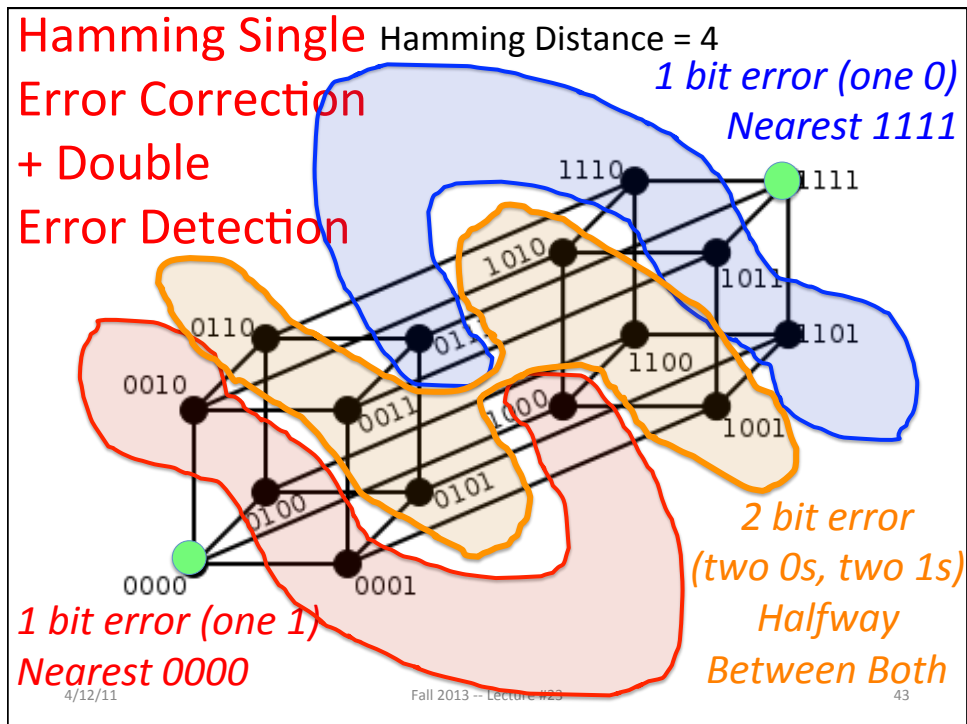 Hamming Single
Error Correction
+ Double
Error Detection
Hamming Distance = 4
1 bit error (one 0)
Nearest 1111
1110
1111
1010
1011
0110
0111
1101
1100
0010
0011
1000
1001
0100
0101
0000
0001
2 bit error
(two 0s, two 1s)
Halfway
Between Both
1 bit error (one 1)
Nearest 0000
4/12/11
Fall 2013 -- Lecture #23
43